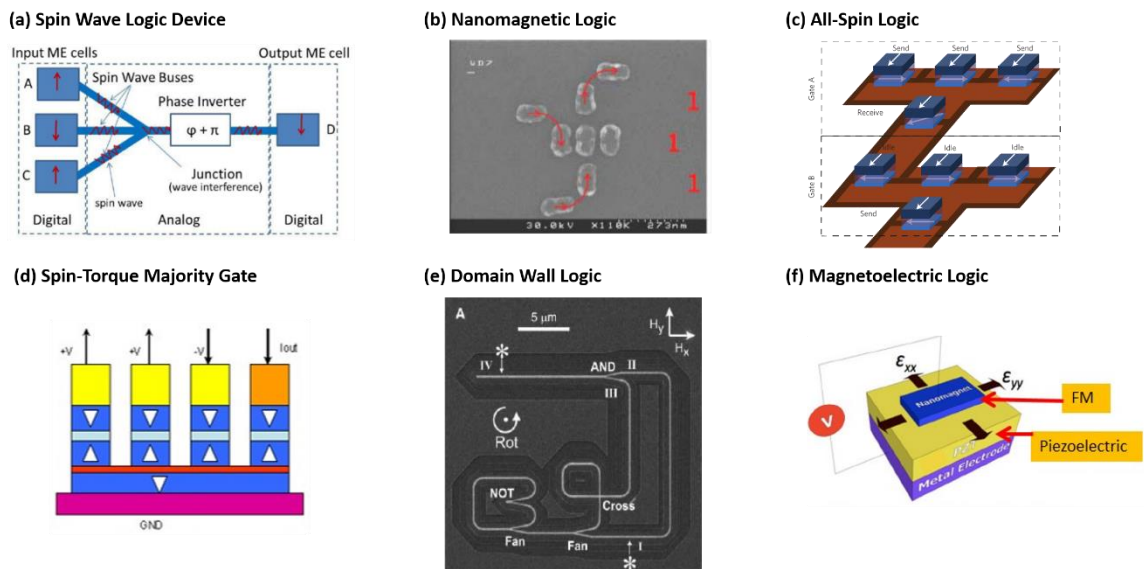 (a) Spin Wave Logic Device
Input ME cells
Output ME cell
Spin Wave Buses
Phase Inverter
A
B
C
φ + π
D
Junction
(wave interference)
spin wave
Digital
Analog
Digital
(b) Nanomagnetic Logic
1
1
1
30.0kV X110K 273nm
(c) All-Spin Logic
Gate A
Send
Send
Send
Receive
Gate B
Idle
Idle
Send
(d) Spin-Torque Majority Gate
+V
+V
-V
Iout
GND
(e) Domain Wall Logic
A
5 μm
Hy
Hx
IV
AND
II
III
Rot
NOT
Cross
Fan
Fan
I
(f) Magnetoelectric Logic
εxx
εyy
Nanomagnet
FM
V
Piezoelectric
Metal Electrode